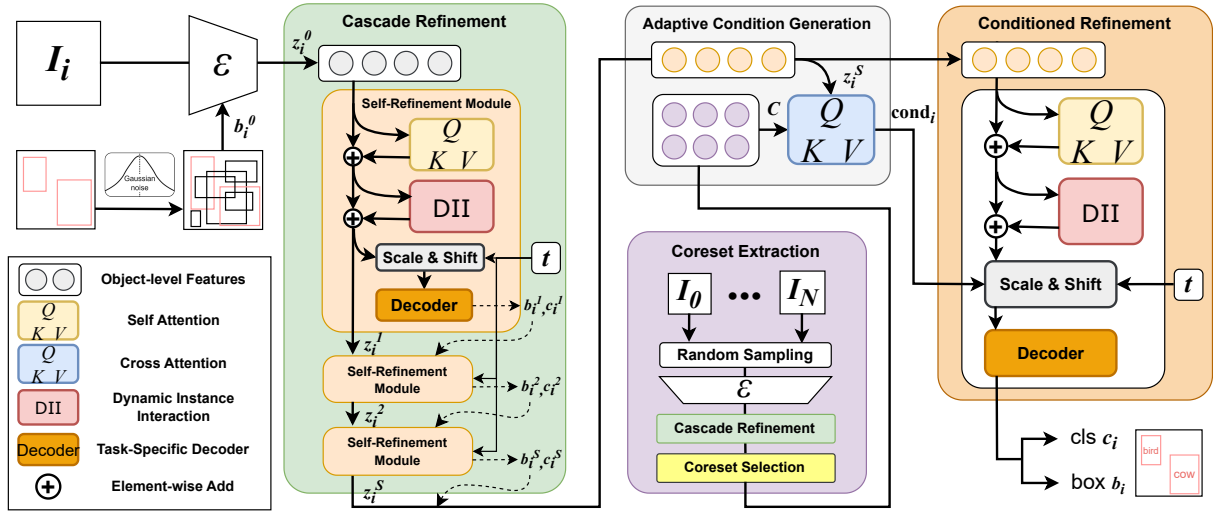 Cascade Refinement
Adaptive Condition Generation
Conditioned Refinement
I_i
ε
z_i^0
b_i^0
Gaussian
noise
Self-Refinement Module
Q
K V
DII
Scale & Shift
t
Decoder
b_i^1,c_i^1
z_i^1
Self-Refinement
Module
b_i^2,c_i^2
z_i^2
Self-Refinement
Module
b_i^S,c_i^S
z_i^S
z_i^S
C
Q
K V
cond_i
Coreset Extraction
I_0 ••• I_N
Random Sampling
ε
Cascade Refinement
Coreset Selection
Q
K V
DII
Scale & Shift
t
Decoder
cls c_i
box b_i
bird
cow
Object-level Features
Q
K V
Self Attention
Q
K V
Cross Attention
DII
Dynamic Instance
Interaction
Decoder
Task-Specific Decoder
Element-wise Add